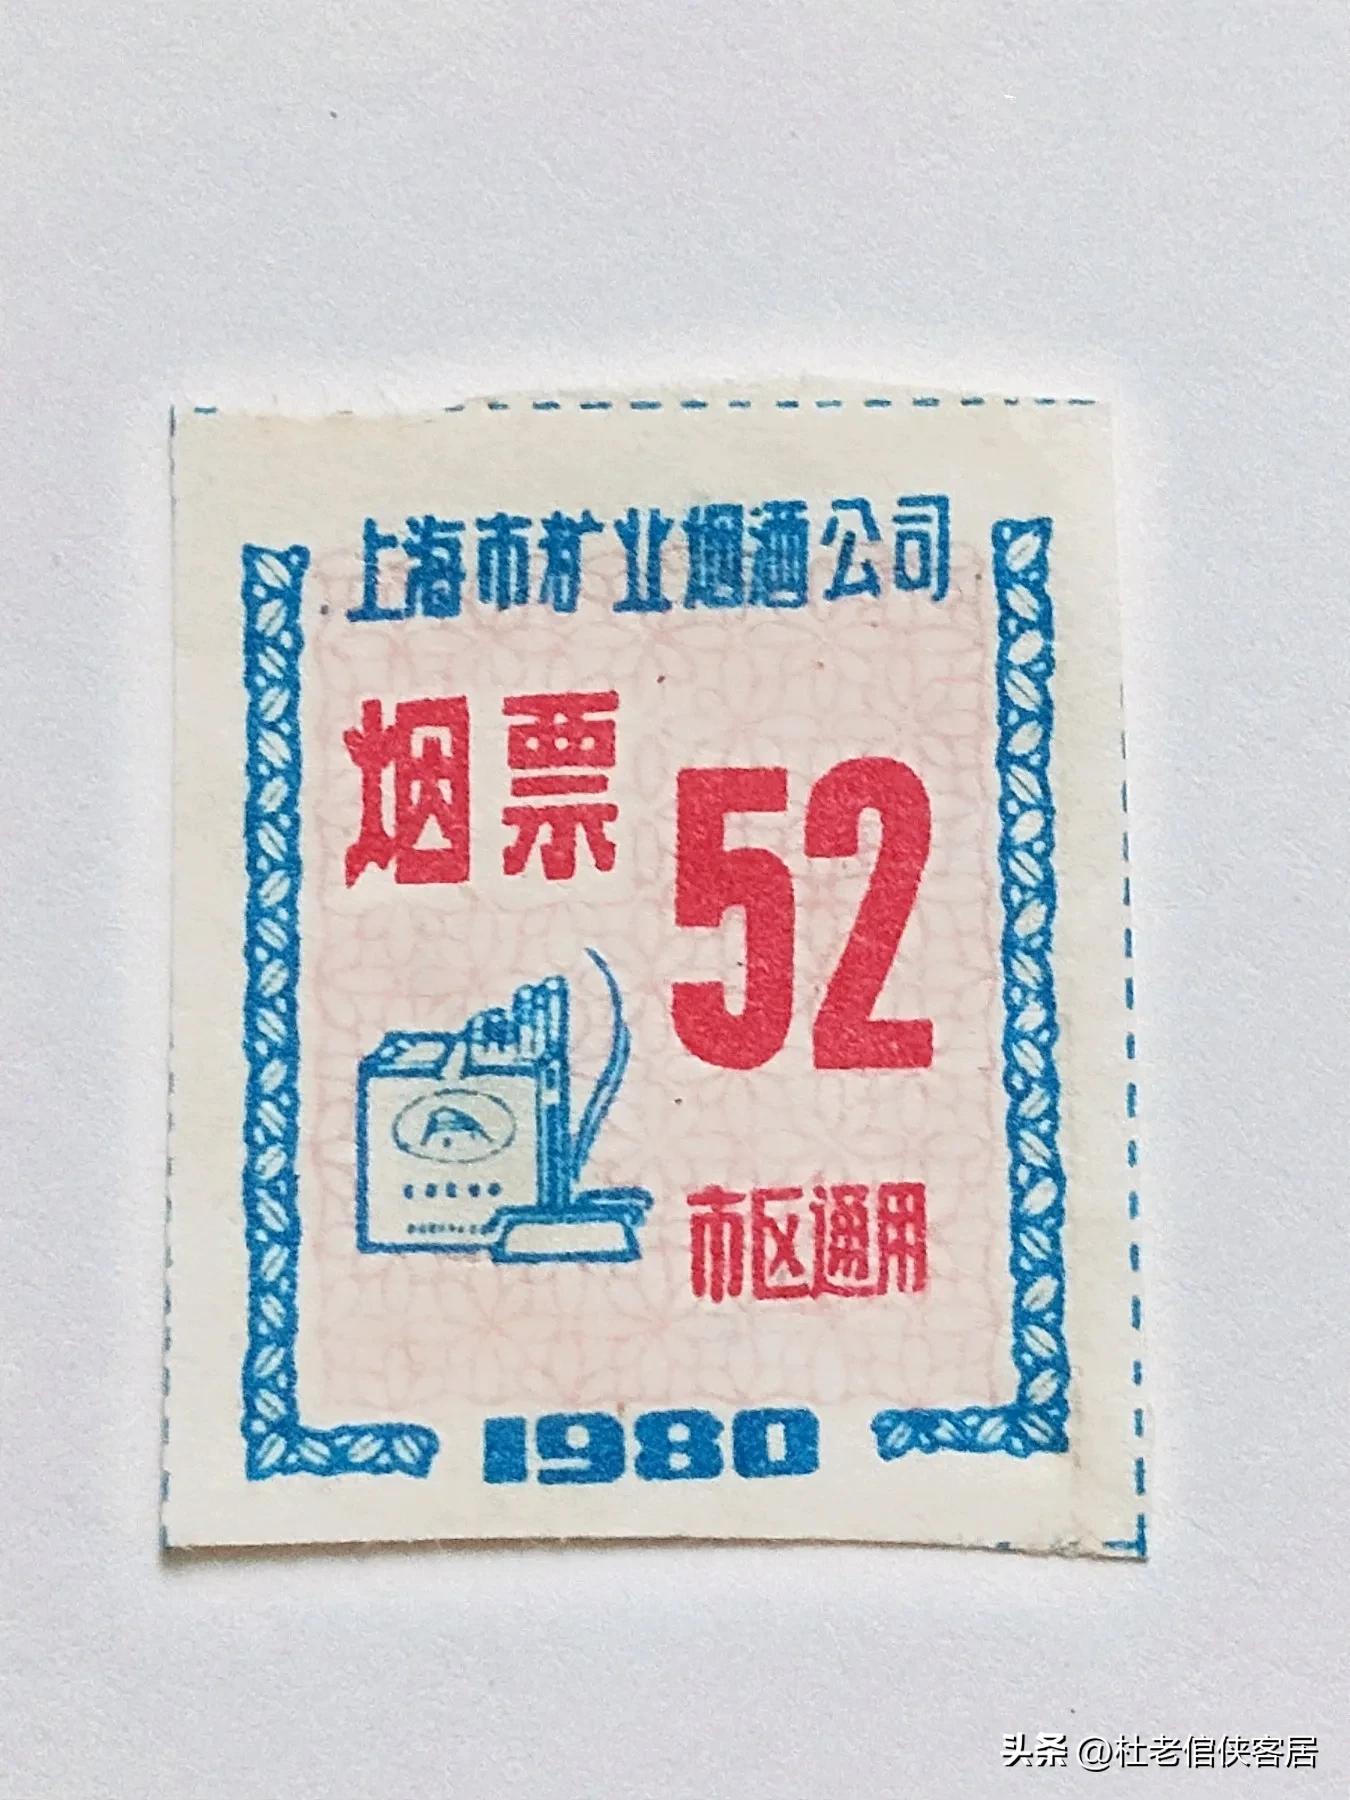 上海市糖业烟酒公司
烟票
52
市区通用
1980
头条 @杜老倌侠客居